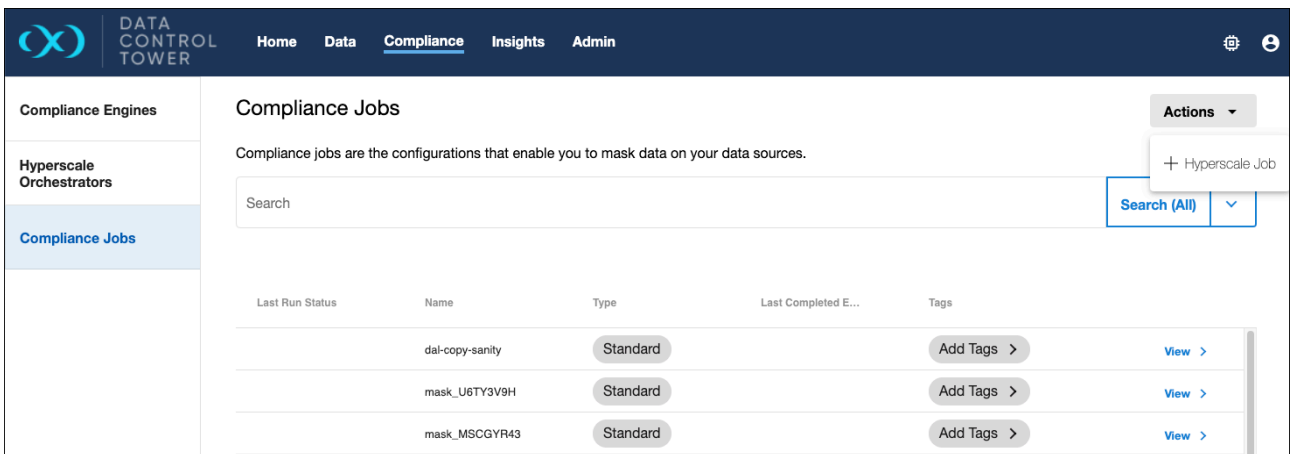 DATA
CONTROL
TOWER
Home Data Compliance Insights Admin
Compliance Engines
Hyperscale
Orchestrators
Compliance Jobs
Compliance Jobs
Actions
+ Hyperscale Job
Compliance jobs are the configurations that enable you to mask data on your data sources.
Search
Search (All)
Last Run Status Name Type Last Completed E... Tags
dal-copy-sanity Standard Add Tags > View >
mask_U6TY3V9H Standard Add Tags > View >
mask_MSCGYR43 Standard Add Tags > View >